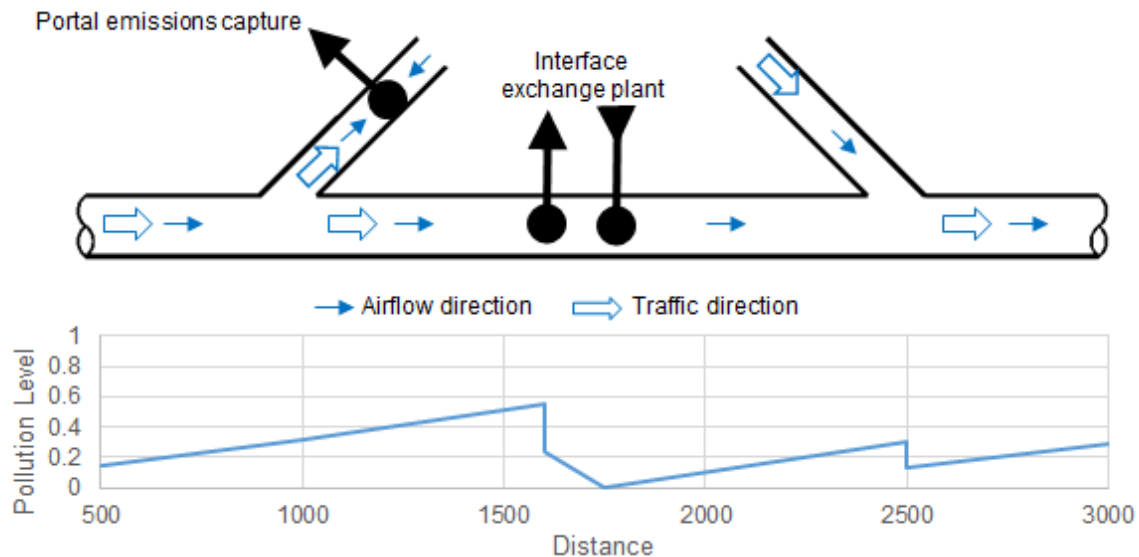 Portal emissions capture
Interface
exchange plant
Airflow direction
Traffic direction
Pollution Level
1
0.8
0.6
0.4
0.2
0
500
1000
1500
2000
2500
3000
Distance